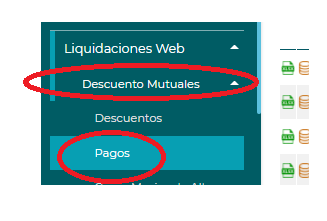 Liquidaciones Web
Descuento Mutuales
Descuentos
Pagos